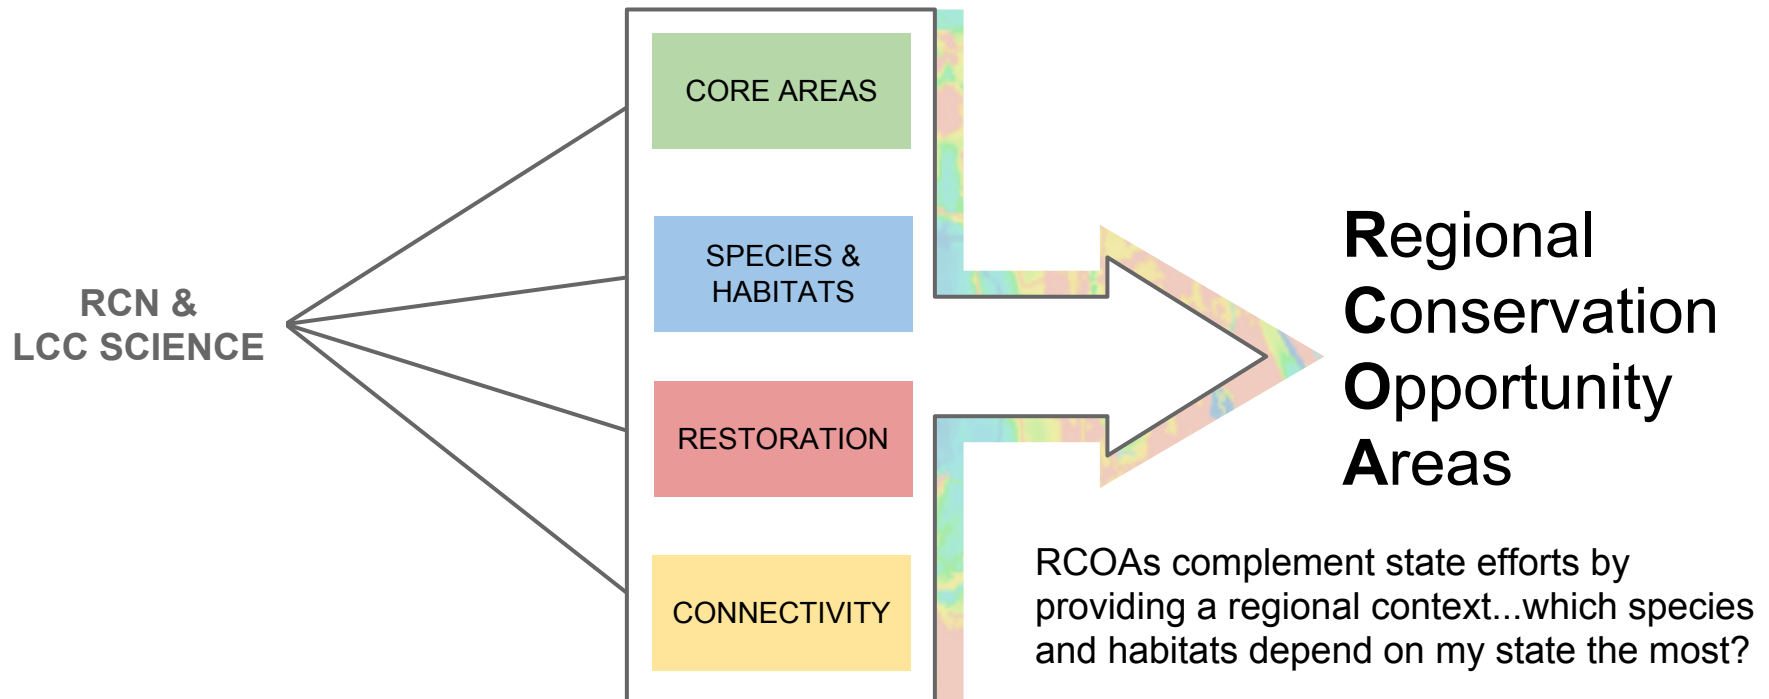 RCN &
LCC SCIENCE
CORE AREAS
SPECIES &
HABITATS
RESTORATION
CONNECTIVITY
Regional
Conservation
Opportunity
Areas
RCOAs complement state efforts by
providing a regional context...which species
and habitats depend on my state the most?